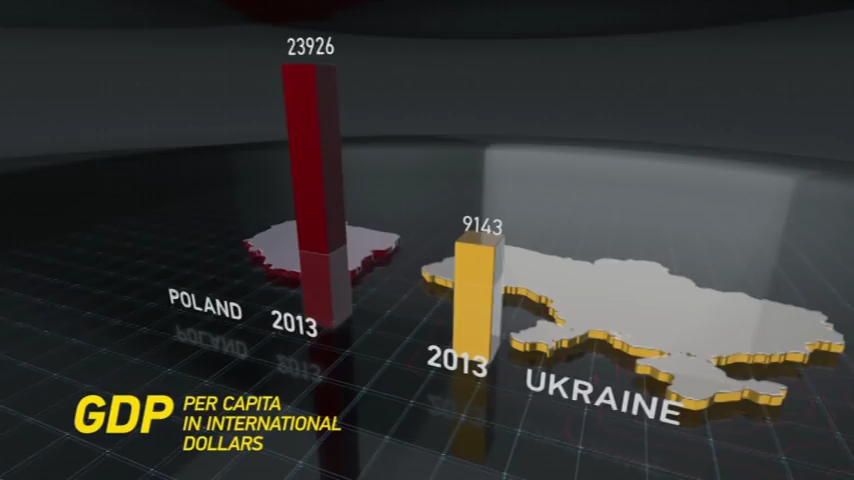 23926
9143
POLAND 2013
2013 UKRAINE
GDP PER CAPITA
IN INTERNATIONAL
DOLLARS